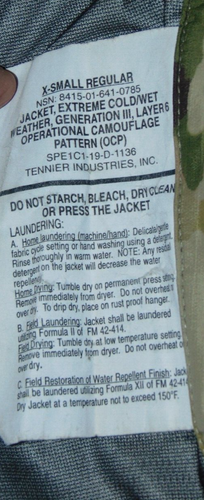 X-SMALL REGULAR
NSN: 8415-01-641-0785
JACKET, EXTREME COLD/WET
WEATHER, GENERATION III, LAYER 6
OPERATIONAL CAMOUFLAGE
PATTERN (OCP)
SPE1C1-19-D-1136
TENNIER INDUSTRIES, INC.
DO NOT STARCH, BLEACH, DRY CLEAN
OR PRESS THE JACKET
LAUNDERING:
A. Home laundering (machine/hand): Delicate/gentle
fabric cycle setting or hand washing using a detergent.
Rinse thoroughly in warm water. NOTE: Any residual
detergent on the jacket will decrease the water
repellency.
Home Drying: Tumble dry on permanent press
Remove immediately from dryer. Do not overheat
over dry. To drip dry, place on rust proof hanger.
B. Field Laundering: Jacket shall be laundered
utilizing Formula II of FM 42-414.
Field Drying: Tumble dry at low temperature setting.
Remove immediately from dryer. Do not overheat or
over dry.
C. Field Restoration of Water Repellent Finish: Jacket
shall be laundered utilizing Formula XII of FM 42-414
Dry Jacket at a temperature not to exceed 150°F.